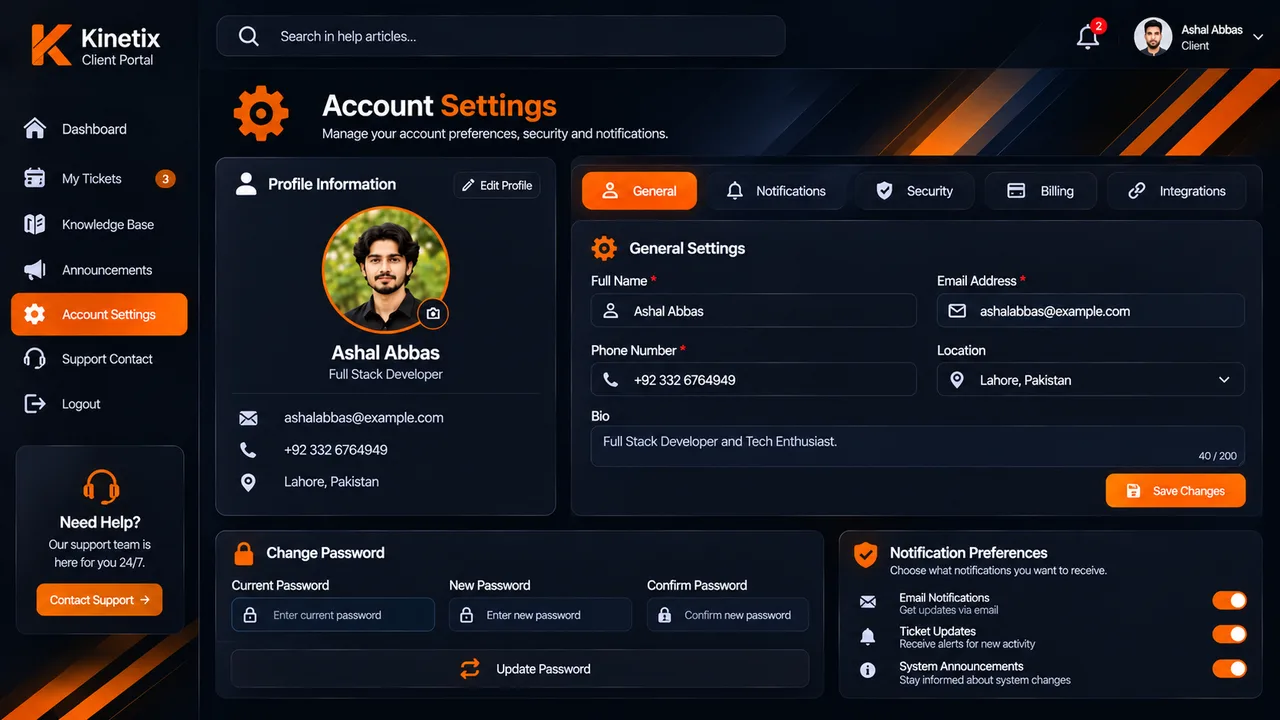 Kinetix
Client Portal
Search in help articles...
2
Ashal Abbas
Client
Dashboard
My Tickets
3
Knowledge Base
Announcements
Account Settings
Support Contact
Logout
Need Help?
Our support team is
here for you 24/7.
Contact Support →
Account Settings
Manage your account preferences, security and notifications.
Profile Information
Edit Profile
Ashal Abbas
Full Stack Developer
ashalabbas@example.com
+92 332 6764949
Lahore, Pakistan
General
Notifications
Security
Billing
Integrations
General Settings
Full Name *
Ashal Abbas
Email Address *
ashalabbas@example.com
Phone Number *
+92 332 6764949
Location
Lahore, Pakistan
Bio
Full Stack Developer and Tech Enthusiast.
40 / 200
Save Changes
Change Password
Current Password
Enter current password
New Password
Enter new password
Confirm Password
Confirm new password
Update Password
Notification Preferences
Choose what notifications you want to receive.
Email Notifications
Get updates via email
Ticket Updates
Receive alerts for new activity
System Announcements
Stay informed about system changes